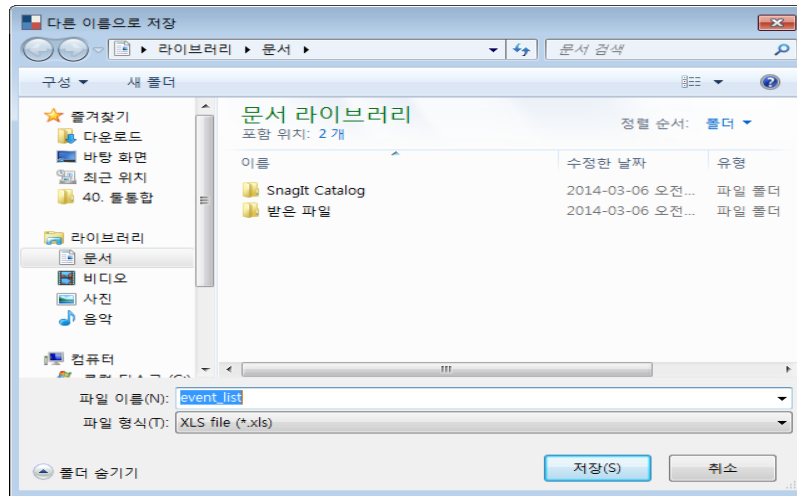 다른 이름으로 저장
라이브러리 ▸ 문서 ▸
문서 검색
구성 새 폴더
즐겨찾기
다운로드
바탕 화면
최근 위치
40. 툴통합
라이브러리
문서
비디오
사진
음악
컴퓨터
문서 라이브러리
포함 위치: 2 개
정렬 순서: 폴더
이름 수정한 날짜 유형
SnagIt Catalog 2014-03-06 오전... 파일 폴더
받은 파일 2014-03-06 오전... 파일 폴더
파일 이름(N): event_list
파일 형식(T): XLS file (*.xls)
폴더 숨기기
저장(S) 취소